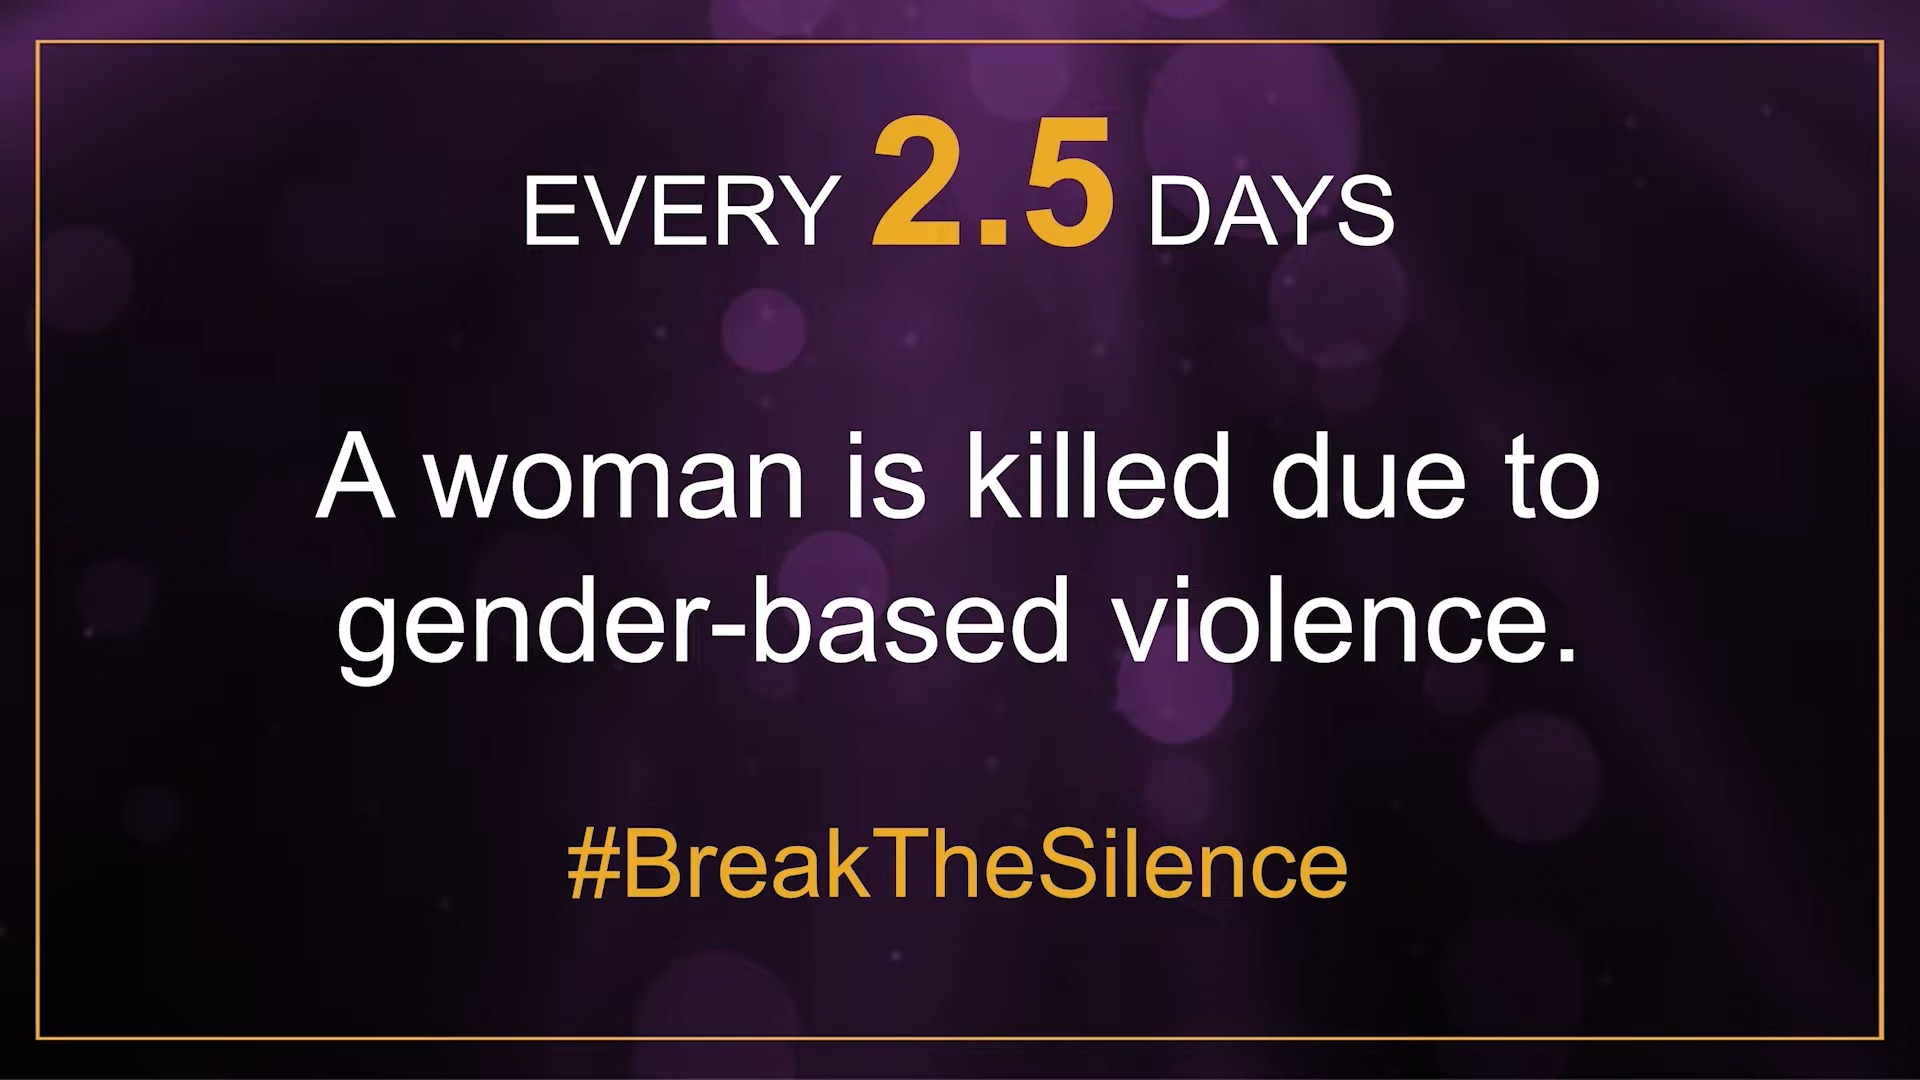 EVERY 2.5 DAYS
A woman is killed due to
gender-based violence.
#BreakTheSilence